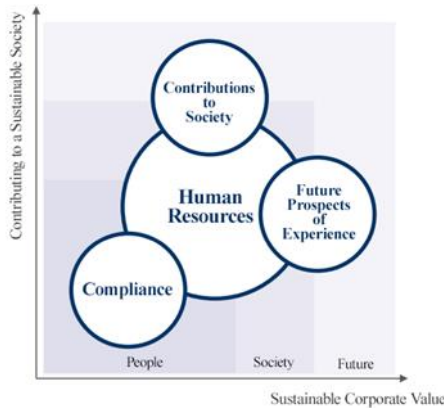 Contributing to a Sustainable Society
Contributions
to
Society
Human
Resources
Future
Prospects
of
Experience
Compliance
People
Society
Future
Sustainable Corporate Value